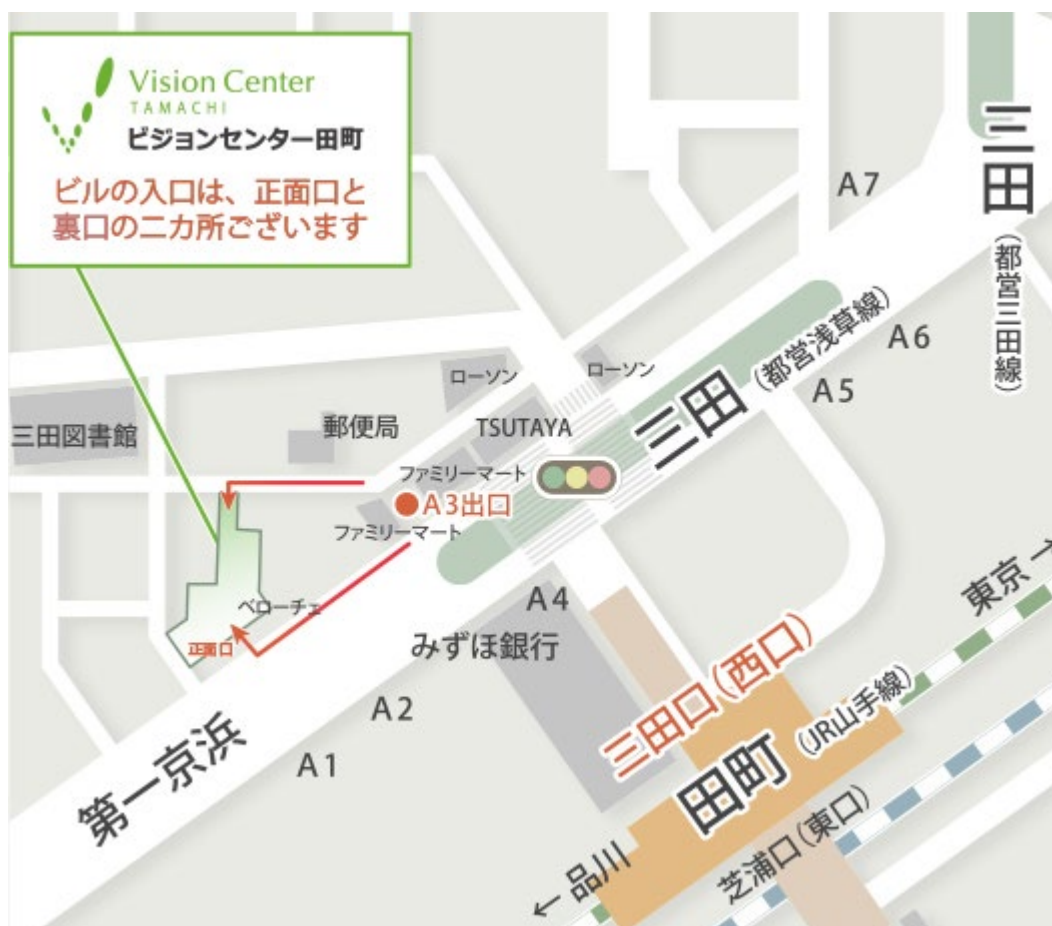 Vision Center
TAMACHI
ビジョンセンター田町
ビルの入口は、正面口と
裏口の二カ所ございます
三田
(都営三田線)
A7
A6
A5
三田
(都営浅草線)
ローソン
ローソン
TSUTAYA
郵便局
三田図書館
ファミリーマート
A3出口
ファミリーマート
ベローチェ
正面口
A4
みずほ銀行
A2
A1
第一京浜
三田口(西口)
田町
(JR山手線)
東京→
←品川
芝浦口(東口)